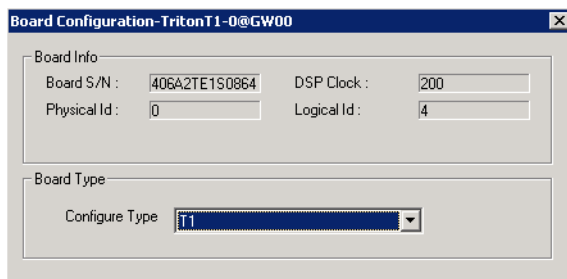 Board Configuration-TritonT1-0@GW00
Board Info
Board S/N : 406A2TE1S0864 DSP Clock : 200
Physical Id : 0 Logical Id : 4
Board Type
Configure Type T1